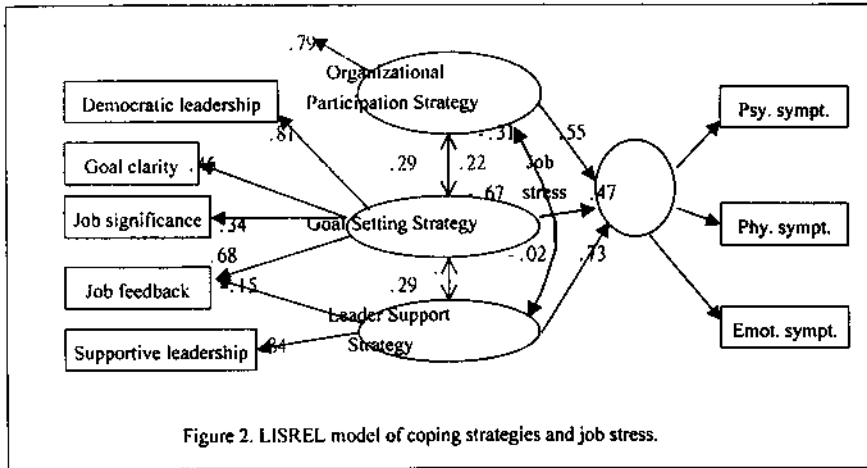 .79
Organizational
Participation Strategy
Democratic leadership
.81
-.31
.55
Psy. sympt.
Goal clarity
.46
.29
.22
Job
stress
-.67
.47
Job significance
.34
Goal Setting Strategy
Phy. sympt.
.68
-.02
.73
Job feedback
-.15
.29
Leader Support
Strategy
Supportive leadership
.84
Emot. sympt.
Figure 2. LISREL model of coping strategies and job stress.